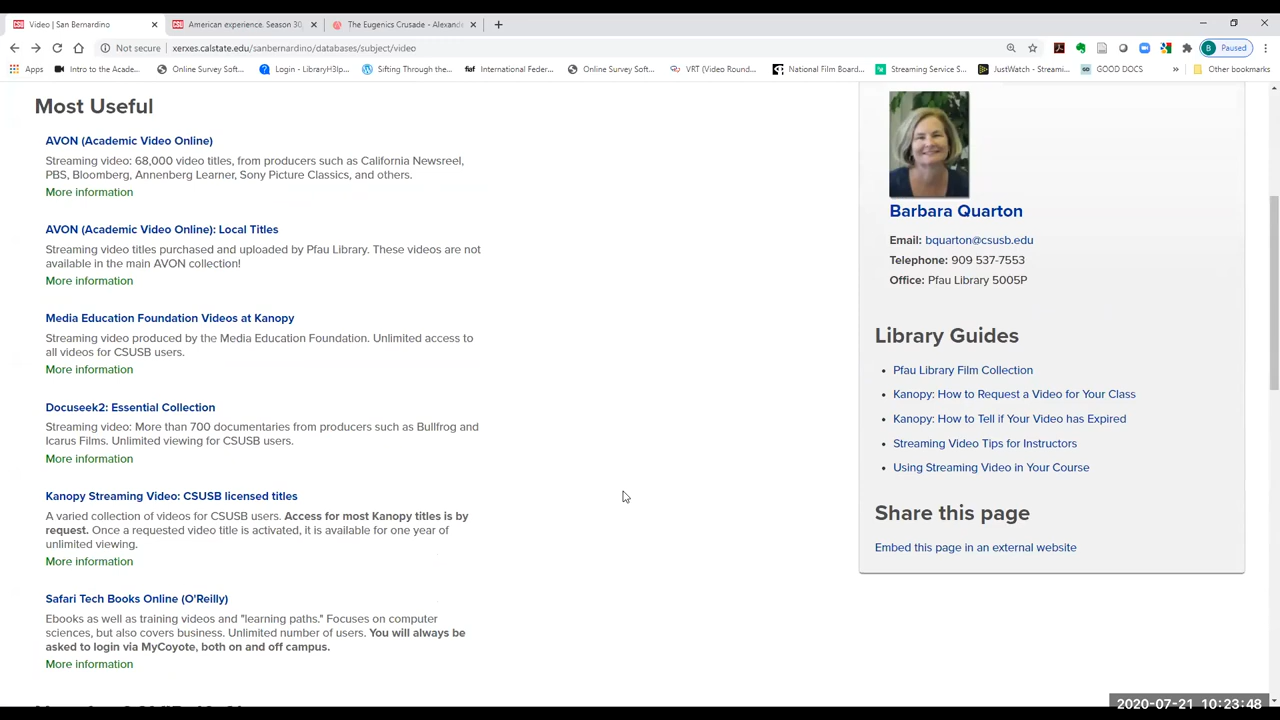 Video | San Bernardino
American experience. Season 30,
The Eugenics Crusade - Alexand
Not secure | xerxes.calstate.edu/sanbernardino/databases/subject/video
B Paused
Apps
Intro to the Acade...
Online Survey Soft...
Login - LibraryH3lp...
Sifting Through the...
International Feder...
Online Survey Soft...
VRT (Video Round...
National Film Board...
Streaming Service S...
JustWatch - Streami...
GOOD DOCS
»
Other bookmarks
Most Useful
AVON (Academic Video Online)
Streaming video: 68,000 video titles, from producers such as California Newsreel,
PBS, Bloomberg, Annenberg Learner, Sony Picture Classics, and others.
More information
AVON (Academic Video Online): Local Titles
Streaming video titles purchased and uploaded by Pfau Library. These videos are not
available in the main AVON collection!
More information
Media Education Foundation Videos at Kanopy
Streaming video produced by the Media Education Foundation. Unlimited access to
all videos for CSUSB users.
More information
Docuseek2: Essential Collection
Streaming video: More than 700 documentaries from producers such as Bullfrog and
Icarus Films. Unlimited viewing for CSUSB users.
More information
Kanopy Streaming Video: CSUSB licensed titles
A varied collection of videos for CSUSB users. Access for most Kanopy titles is by
request. Once a requested video title is activated, it is available for one year of
unlimited viewing.
More information
Safari Tech Books Online (O'Reilly)
Ebooks as well as training videos and "learning paths." Focuses on computer
sciences, but also covers business. Unlimited number of users. You will always be
asked to login via MyCoyote, both on and off campus.
More information
Barbara Quarton
Email: bquarton@csusb.edu
Telephone: 909 537-7553
Office: Pfau Library 5005P
Library Guides
Pfau Library Film Collection
Kanopy: How to Request a Video for Your Class
Kanopy: How to Tell if Your Video has Expired
Streaming Video Tips for Instructors
Using Streaming Video in Your Course
Share this page
Embed this page in an external website
2020-07-21 10:23:48